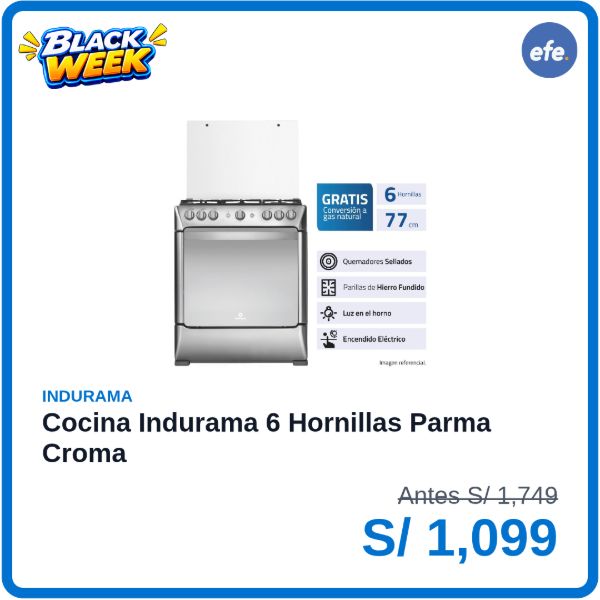 BLACK
WEEK
efe.
GRATIS
Conversión a
gas natural
6 Hornillas
77 cm
Quemadores Sellados
Parillas de Hierro Fundido
Luz en el horno
Encendido Eléctrico
Imagen referencial.
INDURAMA
Cocina Indurama 6 Hornillas Parma
Croma
Antes S/ 1,749
S/ 1,099